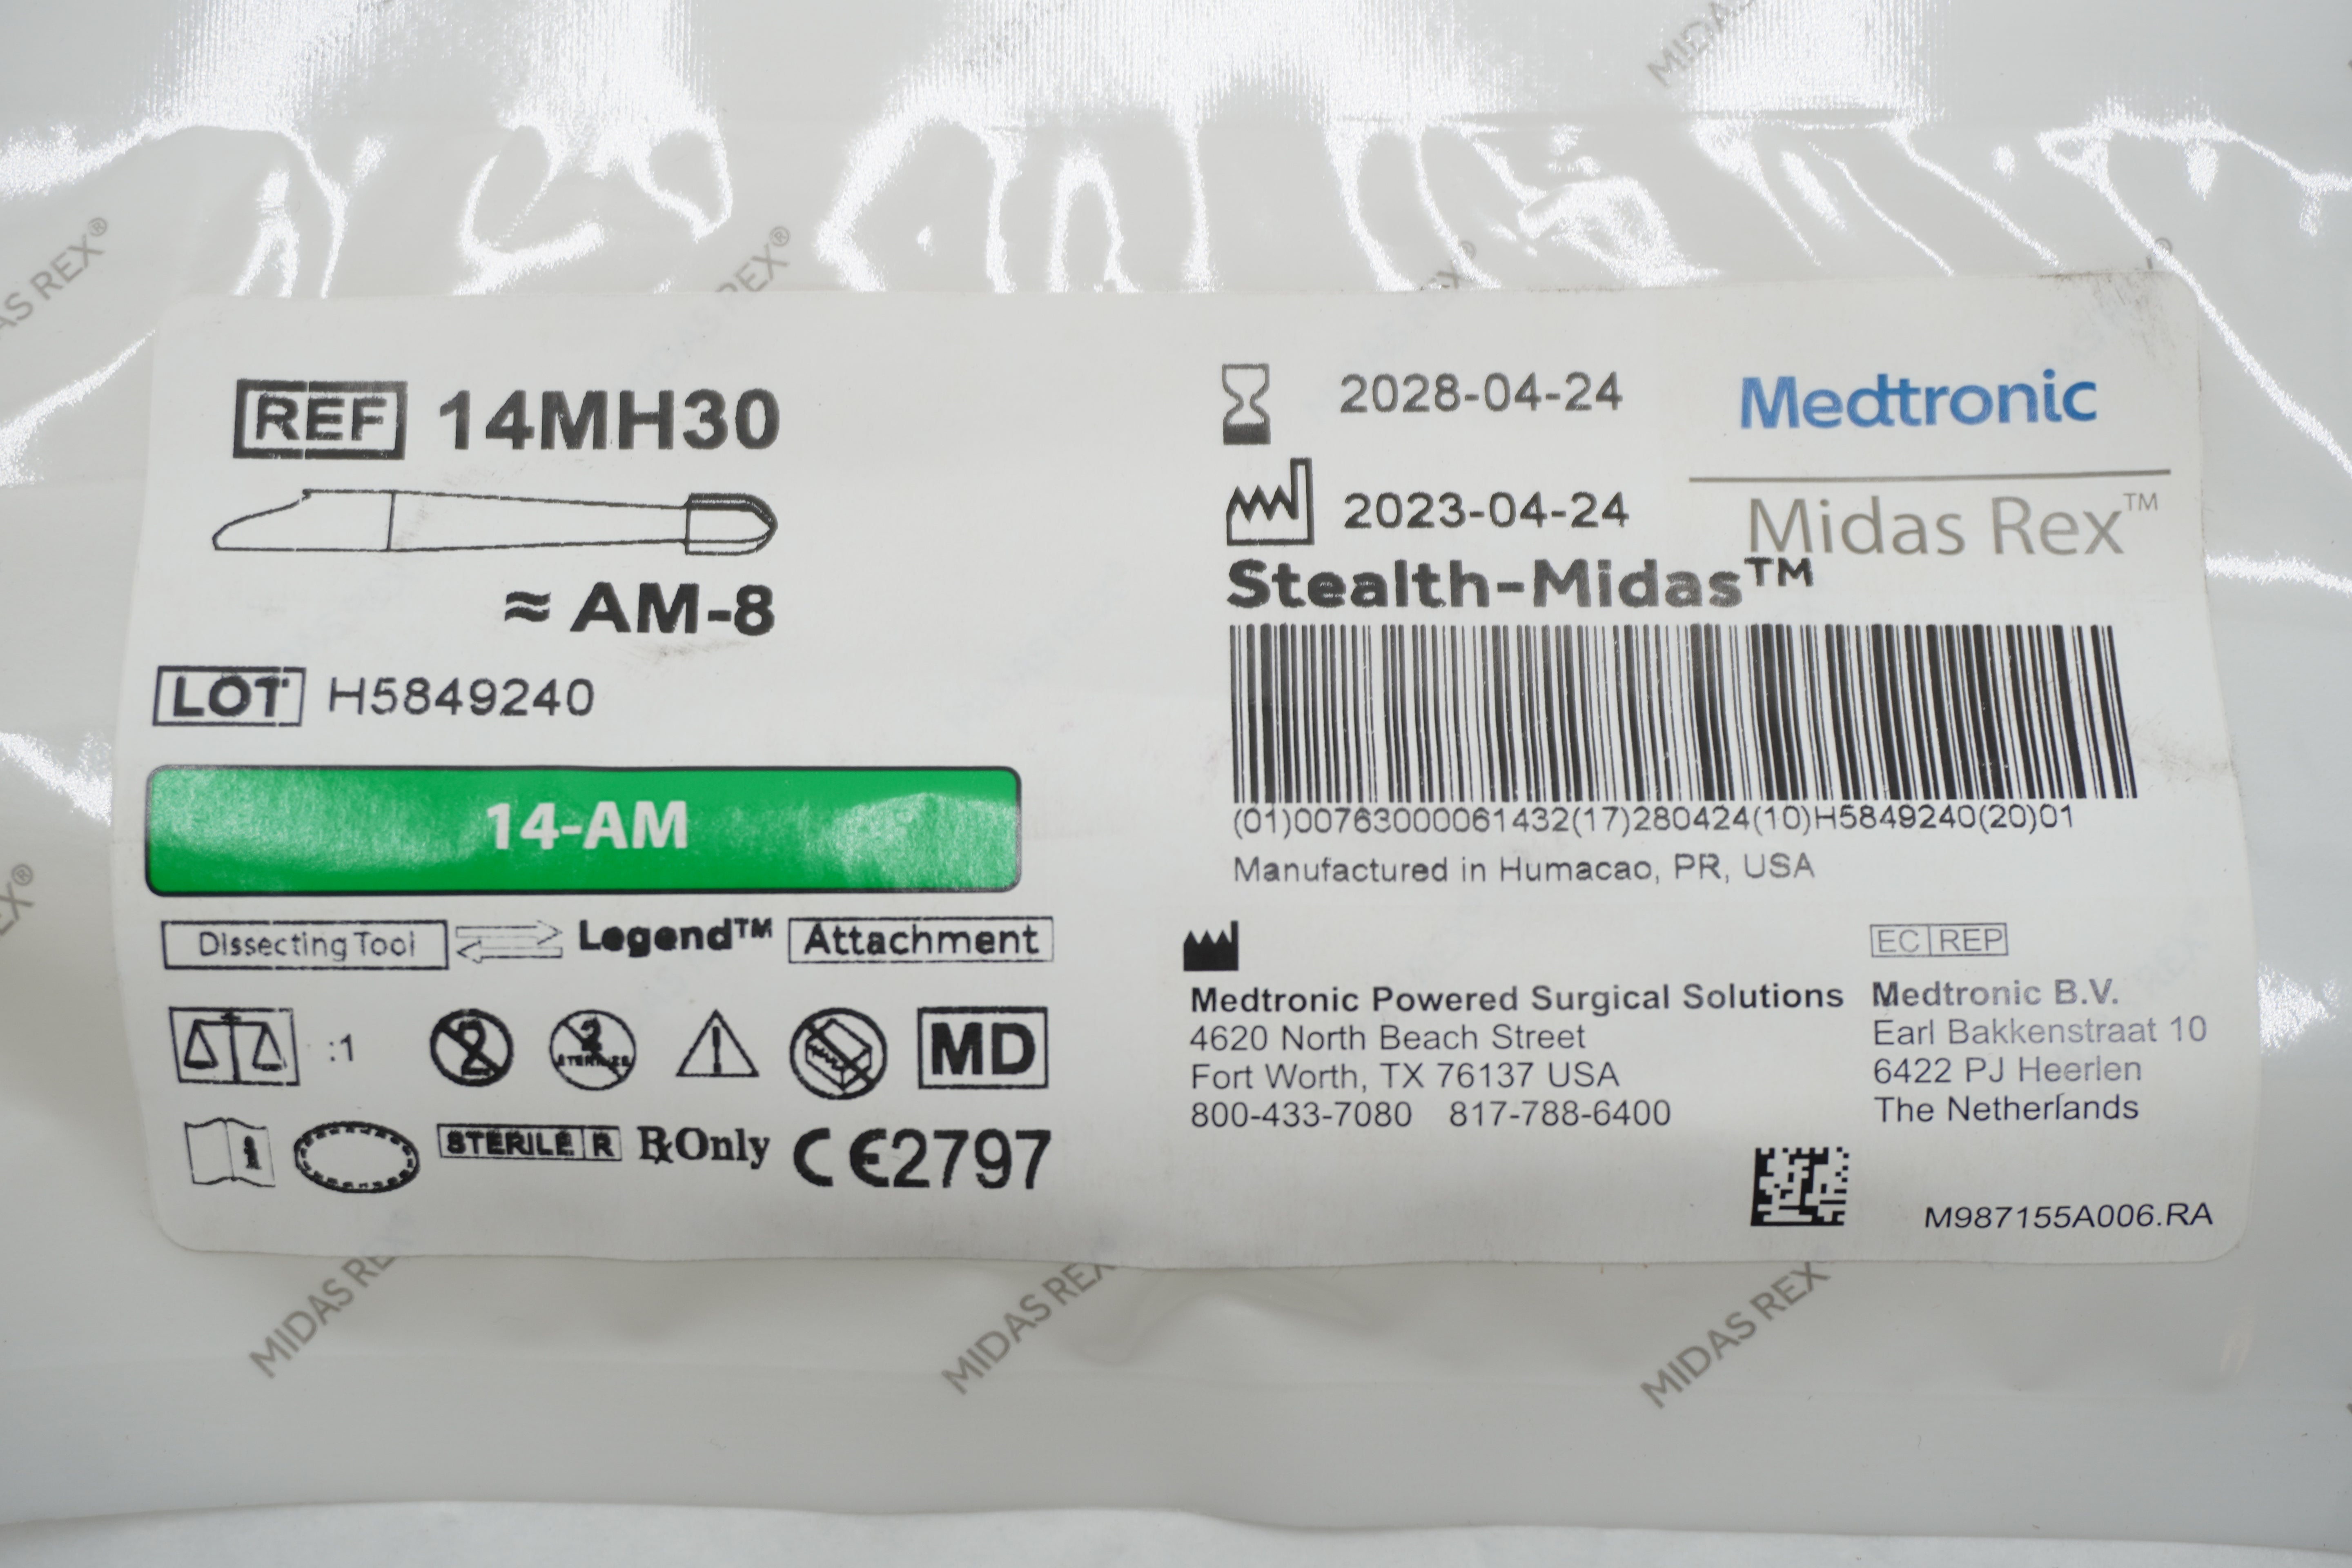 REF 14MH30
≈ AM-8
LOT H5849240
14-AM
Dissecting Tool Legend™ Attachment
:1 2 2 STERILIZE MD
i STERILE R ℞ Only CE2797
2028-04-24
2023-04-24
Medtronic
Midas Rex™
Stealth-Midas™
(01)00763000061432(17)280424(10)H5849240(20)01
Manufactured in Humacao, PR, USA
Medtronic Powered Surgical Solutions
4620 North Beach Street
Fort Worth, TX 76137 USA
800-433-7080 817-788-6400
EC REP
Medtronic B.V.
Earl Bakkenstraat 10
6422 PJ Heerlen
The Netherlands
M987155A006.RA
MIDAS REX
MIDAS REX
MIDAS REX